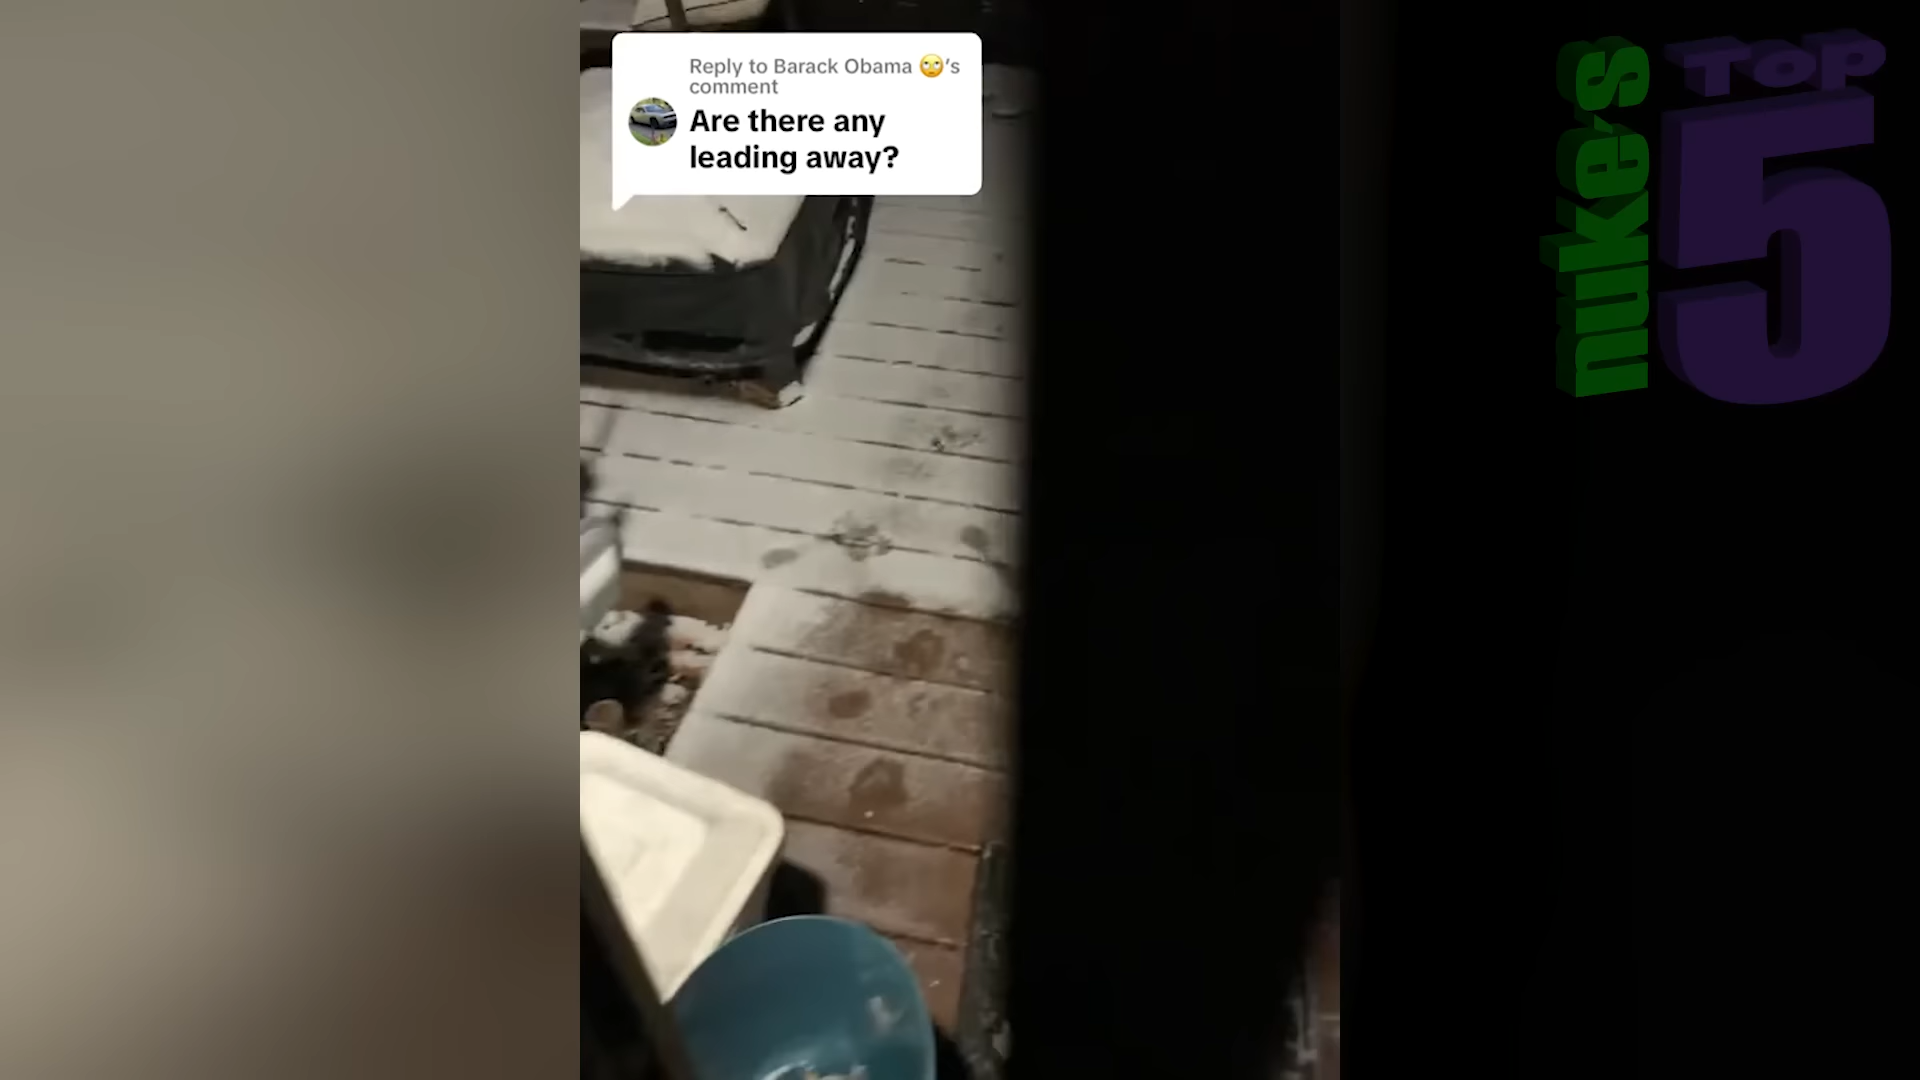 Reply to Barack Obama 🙄's
comment
Are there any
leading away?
nuke's
TOP
5